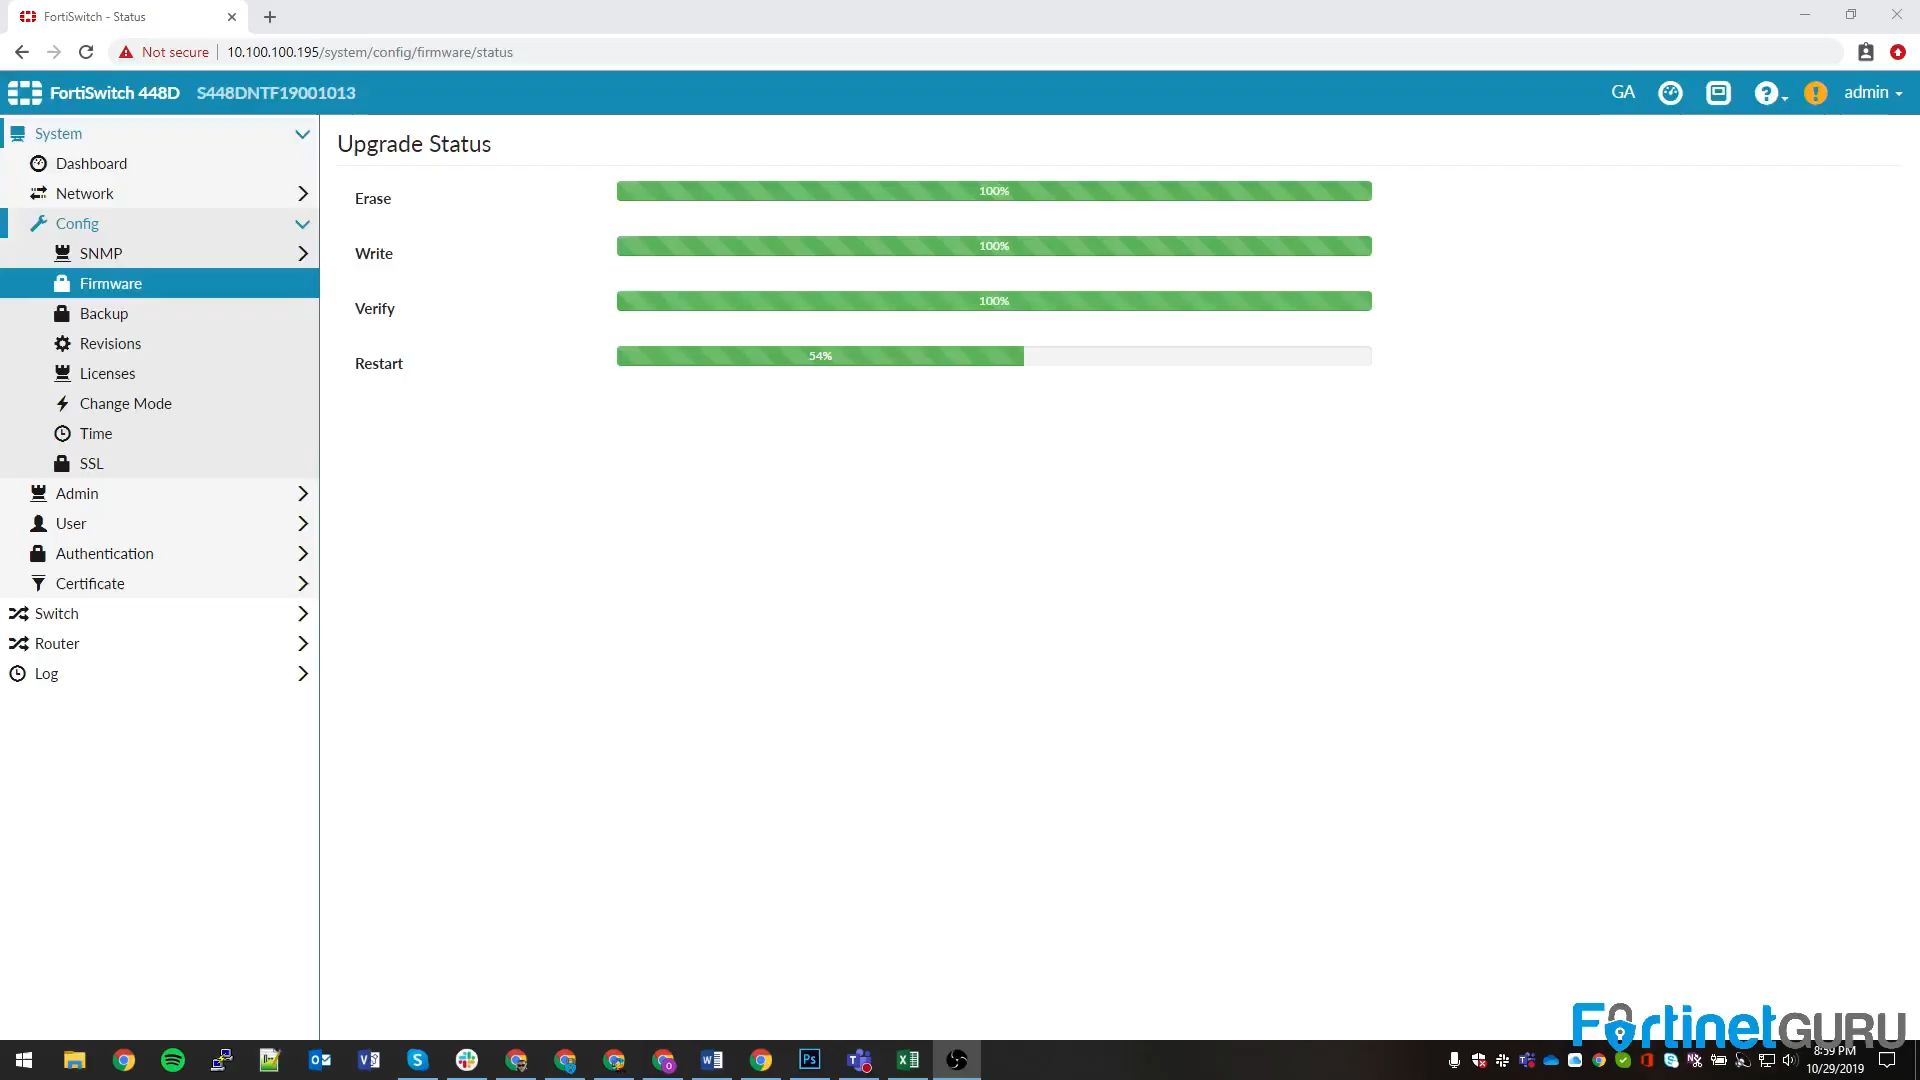 FortiSwitch - Status
Not secure
10.100.100.195/system/config/firmware/status
FortiSwitch 448D
S448DNTF19001013
GA
admin
System
Dashboard
Network
Config
SNMP
Firmware
Backup
Revisions
Licenses
Change Mode
Time
SSL
Admin
User
Authentication
Certificate
Switch
Router
Log
Upgrade Status
Erase
100%
Write
100%
Verify
100%
Restart
54%
FortinetGURU
8:59 PM
10/29/2019